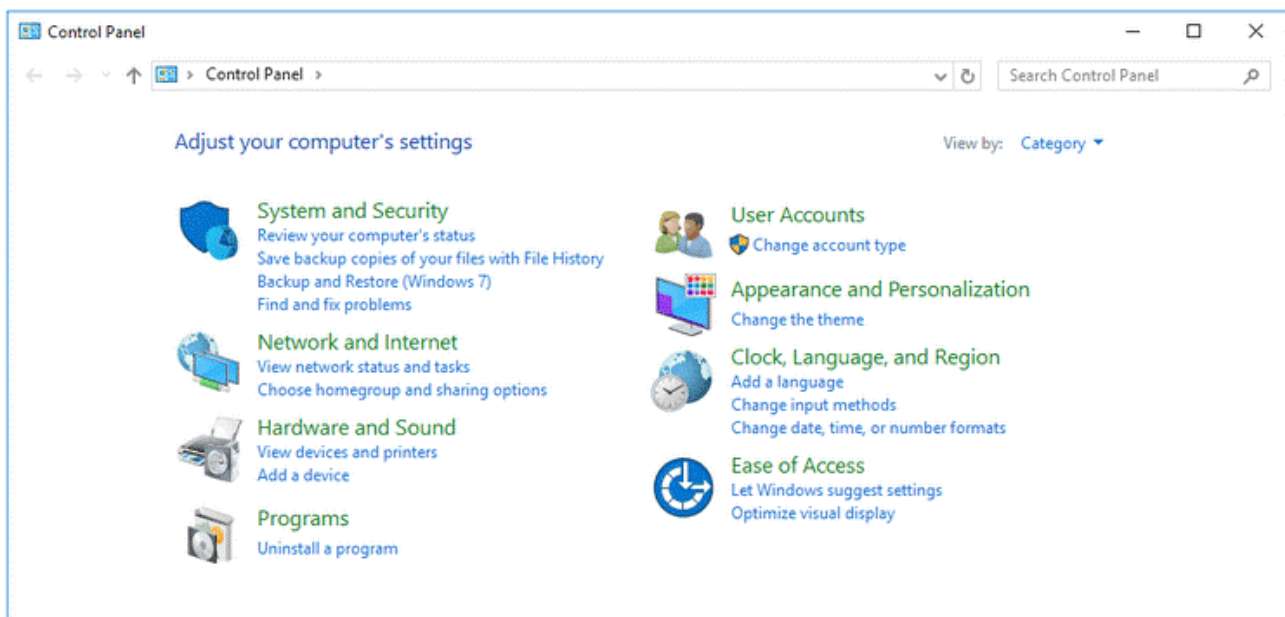 Control Panel
Control Panel
Search Control Panel
Adjust your computer's settings
View by: Category
System and Security
Review your computer's status
Save backup copies of your files with File History
Backup and Restore (Windows 7)
Find and fix problems
Network and Internet
View network status and tasks
Choose homegroup and sharing options
Hardware and Sound
View devices and printers
Add a device
Programs
Uninstall a program
User Accounts
Change account type
Appearance and Personalization
Change the theme
Clock, Language, and Region
Add a language
Change input methods
Change date, time, or number formats
Ease of Access
Let Windows suggest settings
Optimize visual display